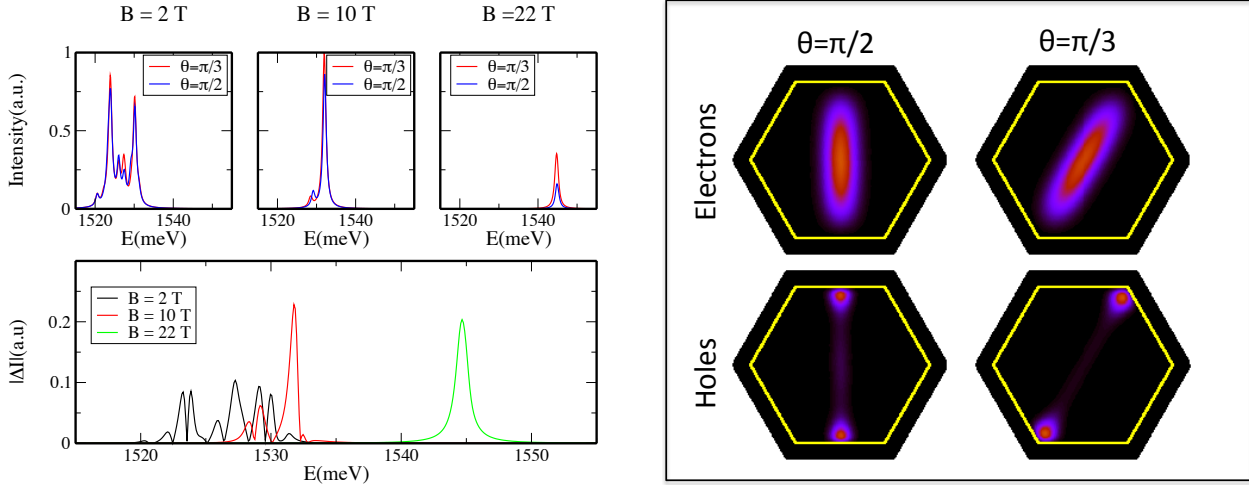 B = 2 T
B = 10 T
B =22 T
Intensity(a.u.)
1
0.5
0
θ=π/3
θ=π/2
1520
1540
E(meV)
θ=π/3
θ=π/2
1520
1540
E(meV)
θ=π/3
θ=π/2
1520
1540
E(meV)
|ΔI|(a.u)
0.2
0.1
0
B = 2 T
B = 10 T
B = 22 T
1520
1530
1540
1550
E(meV)
θ=π/2
θ=π/3
Electrons
Holes